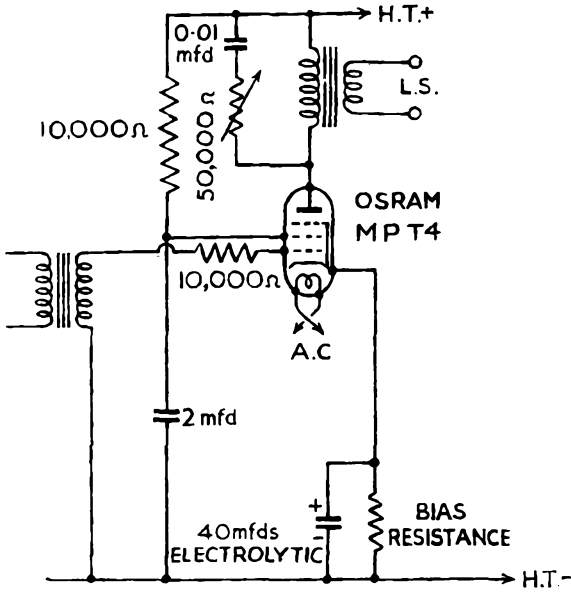 H.T.+
0·01
mfd
L.S.
10,000Ω
50,000Ω
OSRAM
MPT4
10,000Ω
A.C
2 mfd
+
-
40mfds
ELECTROLYTIC
BIAS
RESISTANCE
H.T.-